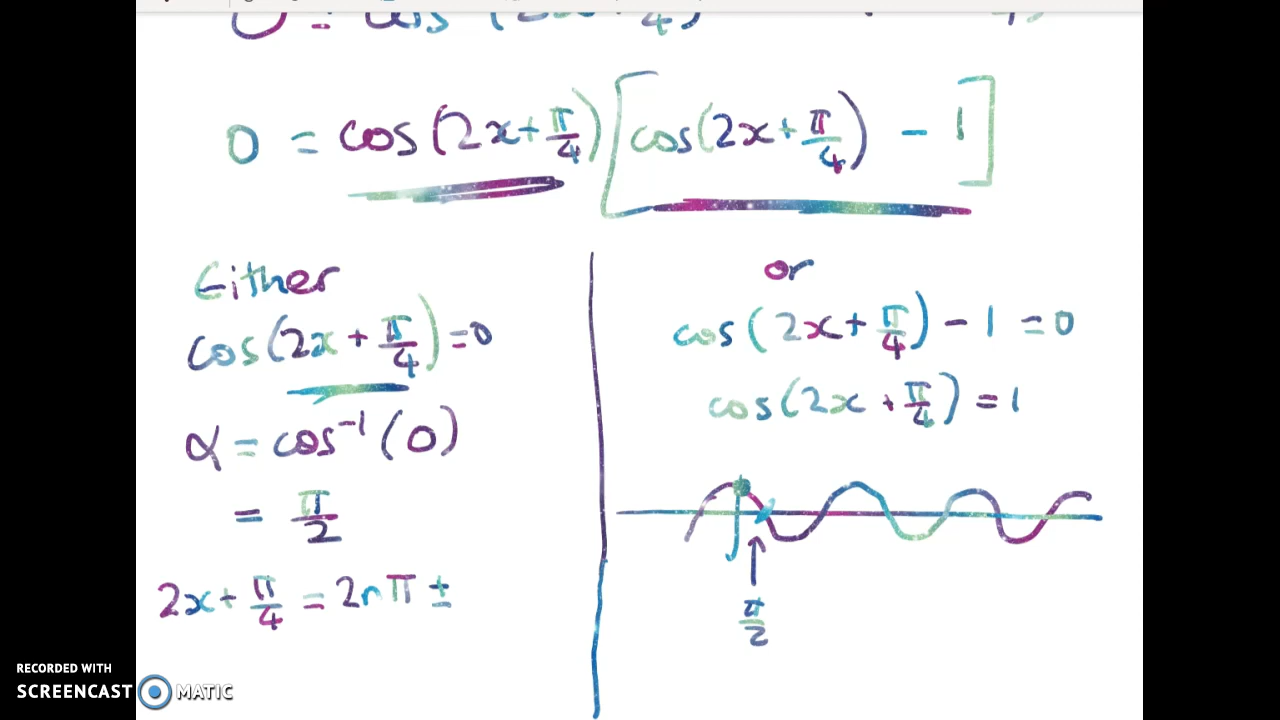 0 = cos(2x+π/4)[cos(2x+π/4) - 1]
Either
cos(2x + π/4)=0
α = cos⁻¹(0)
= π/2
2x+π/4 = 2nπ ±
or
cos(2x+π/4) - 1 = 0
cos(2x+π/4) = 1
π/2
RECORDED WITH
SCREENCAST MATIC